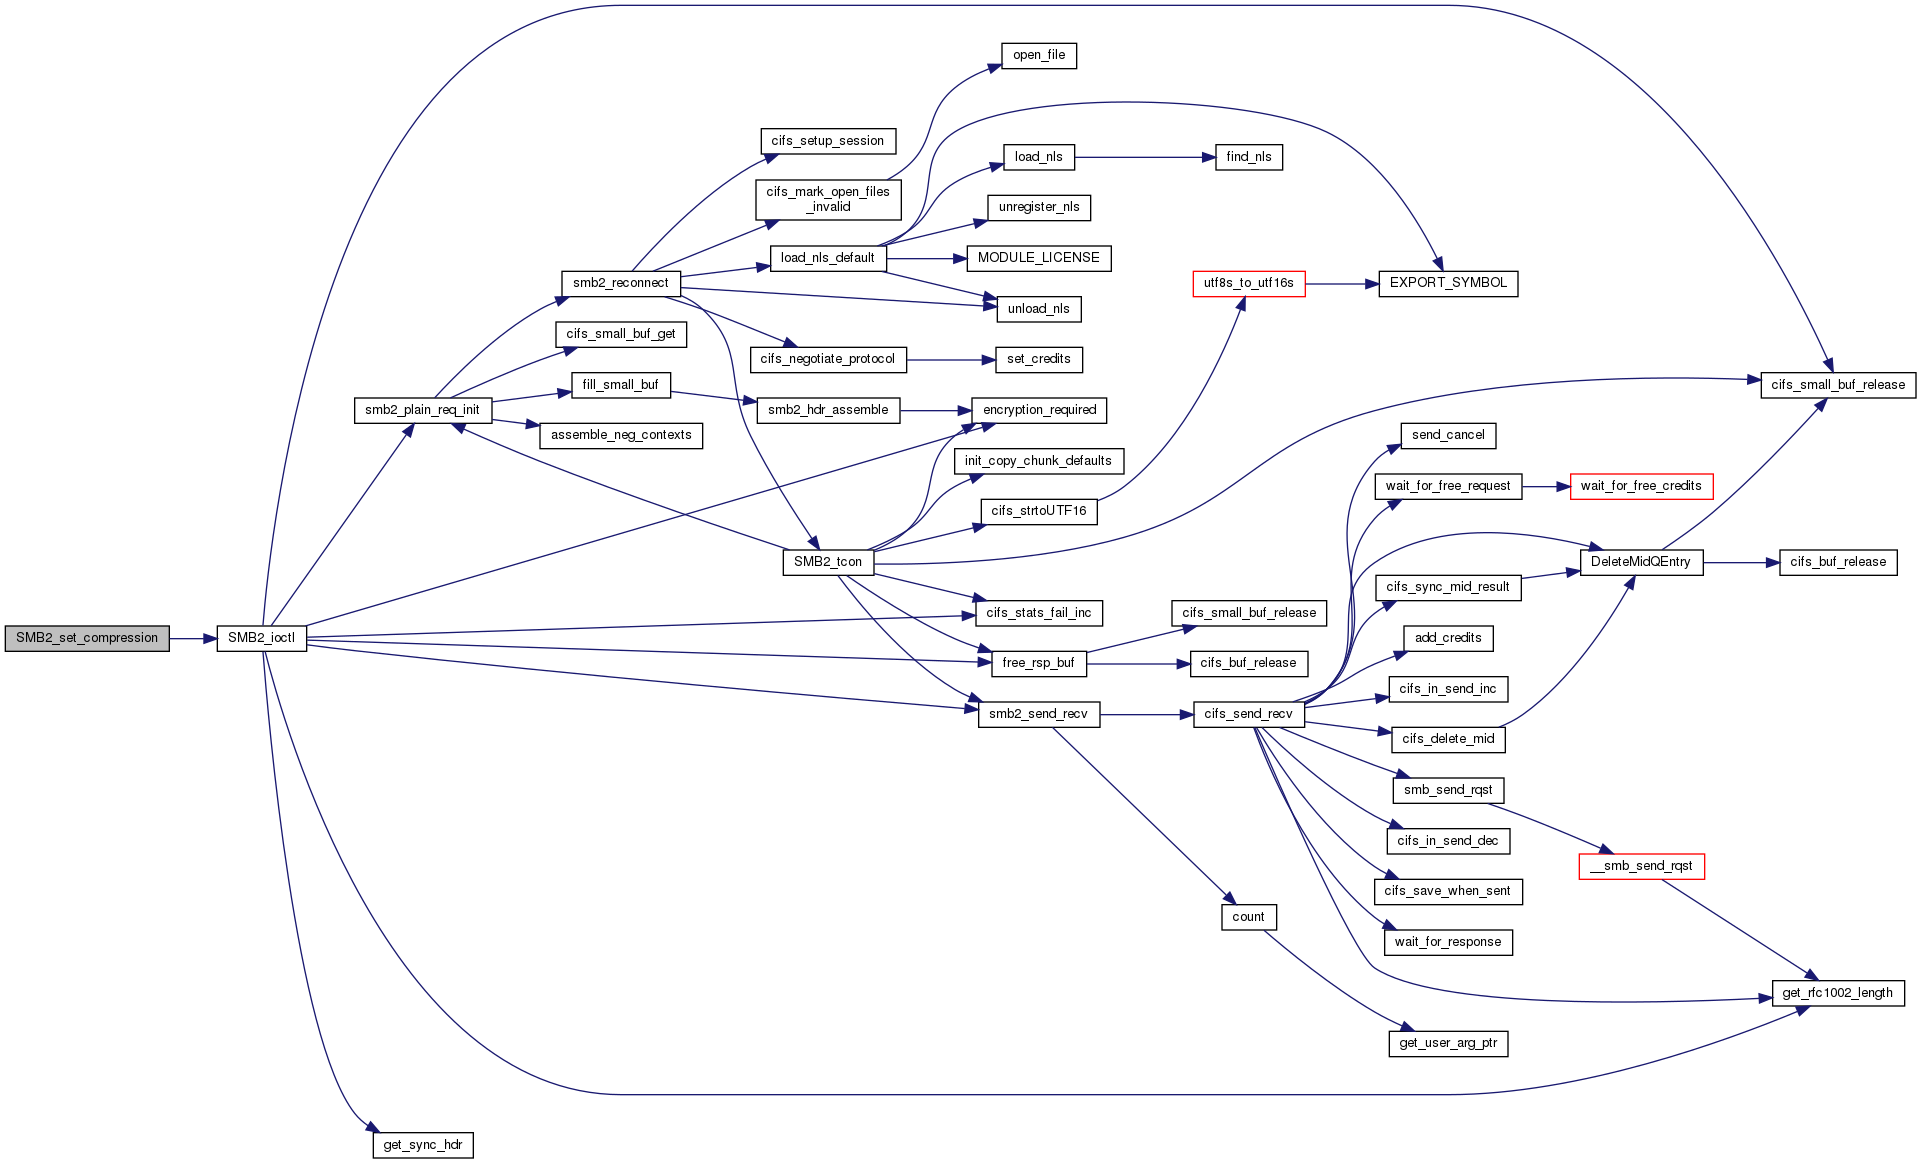 open_file
cifs_setup_session
load_nls
find_nls
cifs_mark_open_files
_invalid
unregister_nls
load_nls_default
MODULE_LICENSE
smb2_reconnect
utf8s_to_utf16s
EXPORT_SYMBOL
unload_nls
cifs_small_buf_get
cifs_negotiate_protocol
set_credits
fill_small_buf
cifs_small_buf_release
smb2_plain_req_init
smb2_hdr_assemble
encryption_required
assemble_neg_contexts
send_cancel
init_copy_chunk_defaults
wait_for_free_request
wait_for_free_credits
cifs_strtoUTF16
SMB2_tcon
DeleteMidQEntry
cifs_buf_release
cifs_sync_mid_result
cifs_stats_fail_inc
cifs_small_buf_release
SMB2_set_compression
SMB2_ioctl
add_credits
free_rsp_buf
cifs_buf_release
cifs_in_send_inc
smb2_send_recv
cifs_send_recv
cifs_delete_mid
smb_send_rqst
cifs_in_send_dec
__smb_send_rqst
cifs_save_when_sent
count
wait_for_response
get_rfc1002_length
get_user_arg_ptr
get_sync_hdr